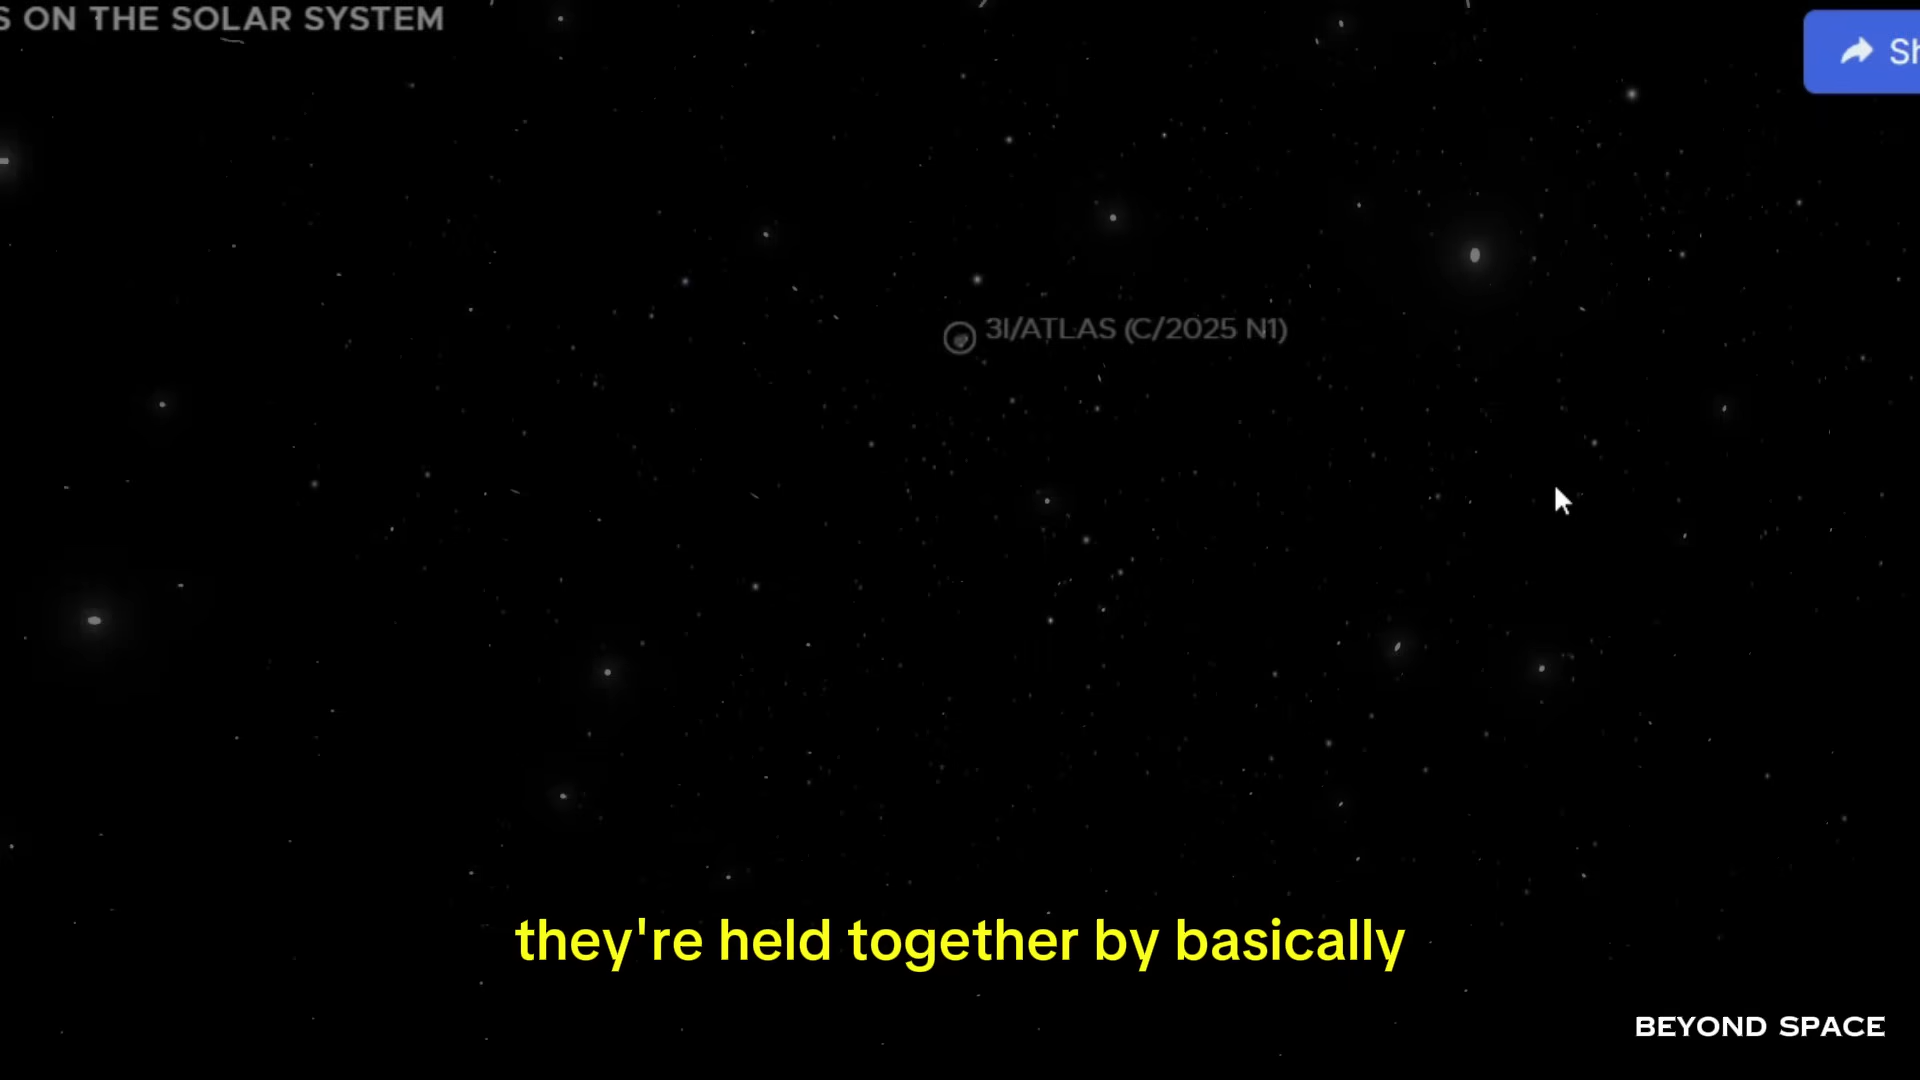 S ON THE SOLAR SYSTEM
Sh
3I/ATLAS (C/2025 N1)
they're held together by basically
BEYOND SPACE